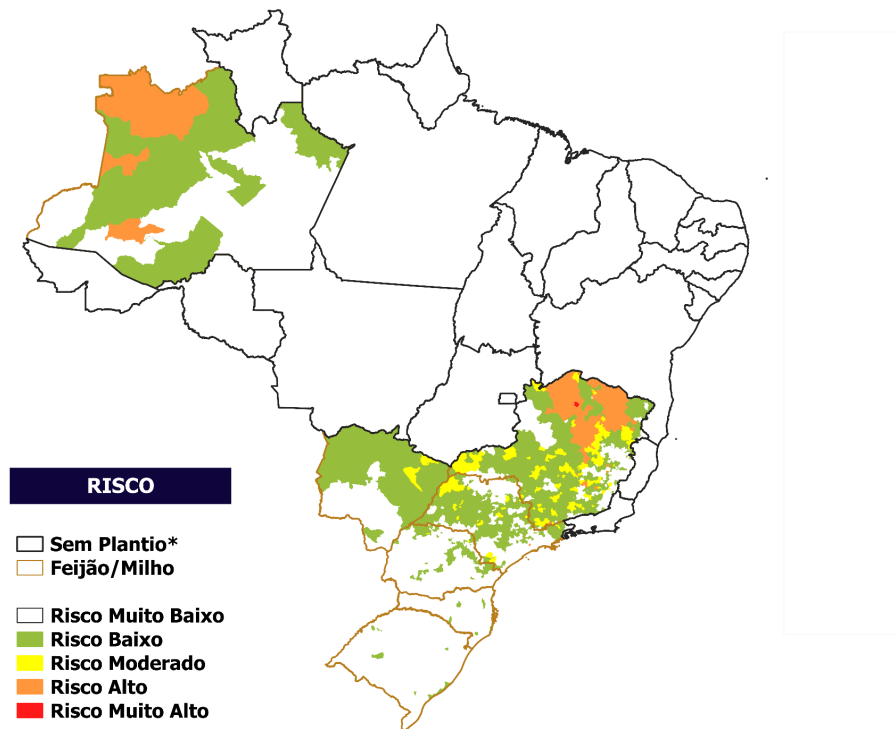 RISCO
Sem Plantio*
Feijão/Milho
Risco Muito Baixo
Risco Baixo
Risco Moderado
Risco Alto
Risco Muito Alto